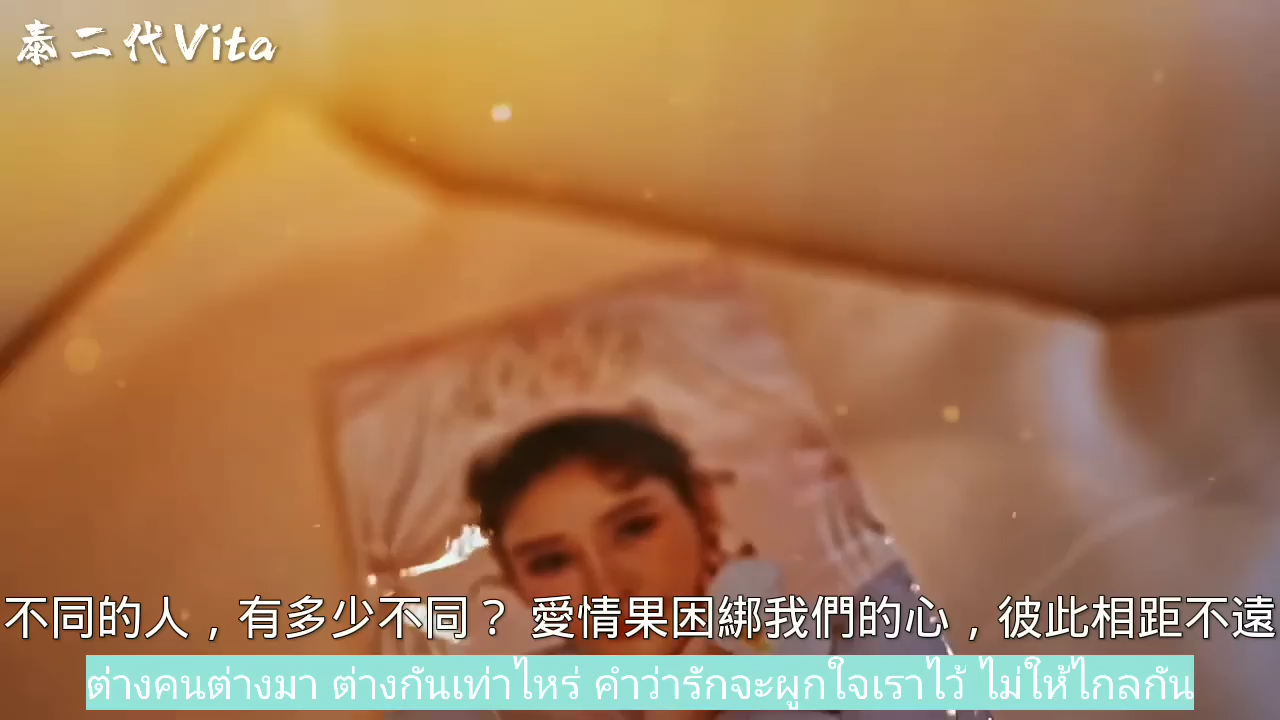 泰二代Vita
不同的人，有多少不同？ 愛情果困綁我們的心，彼此相距不遠
ต่างคนต่างมา ต่างกันเท่าไหร่ คำว่ารักจะผูกใจเราไว้ ไม่ให้ไกลกัน